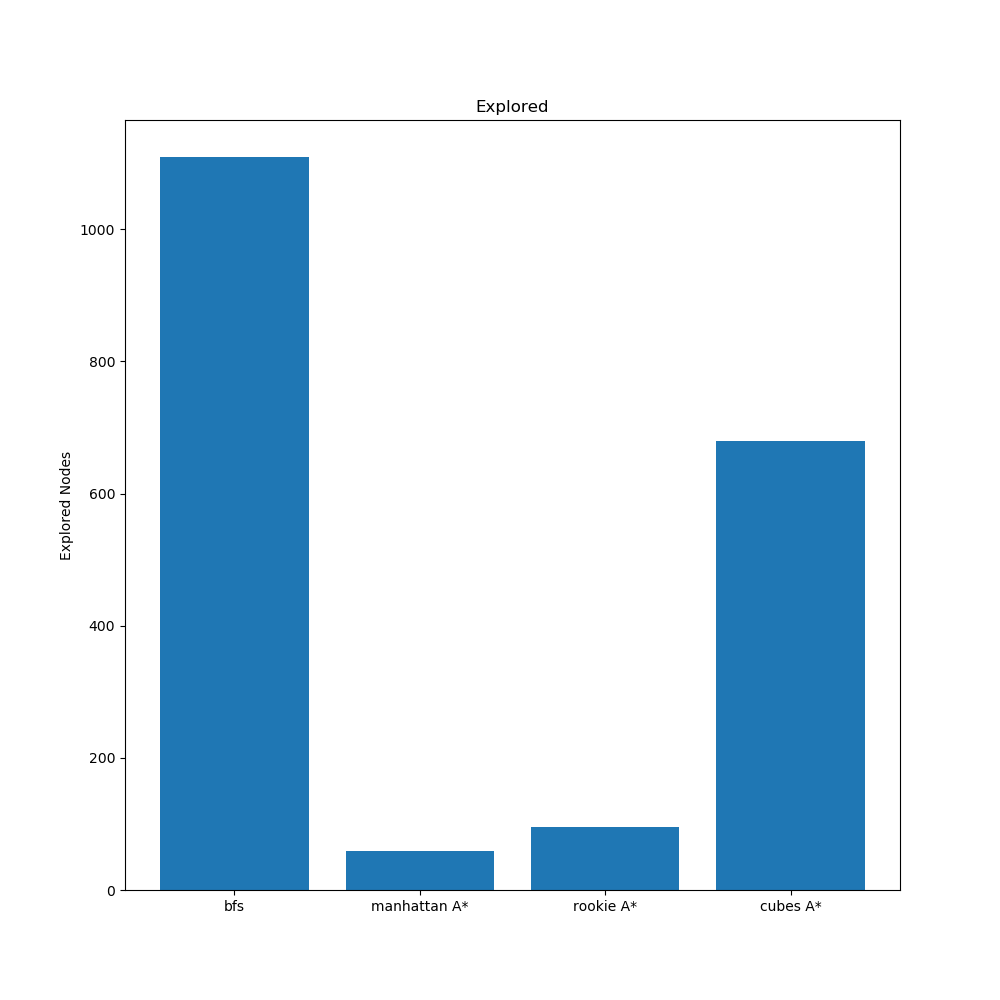 Explored
Explored Nodes
1000
800
600
400
200
0
bfs
manhattan A*
rookie A*
cubes A*